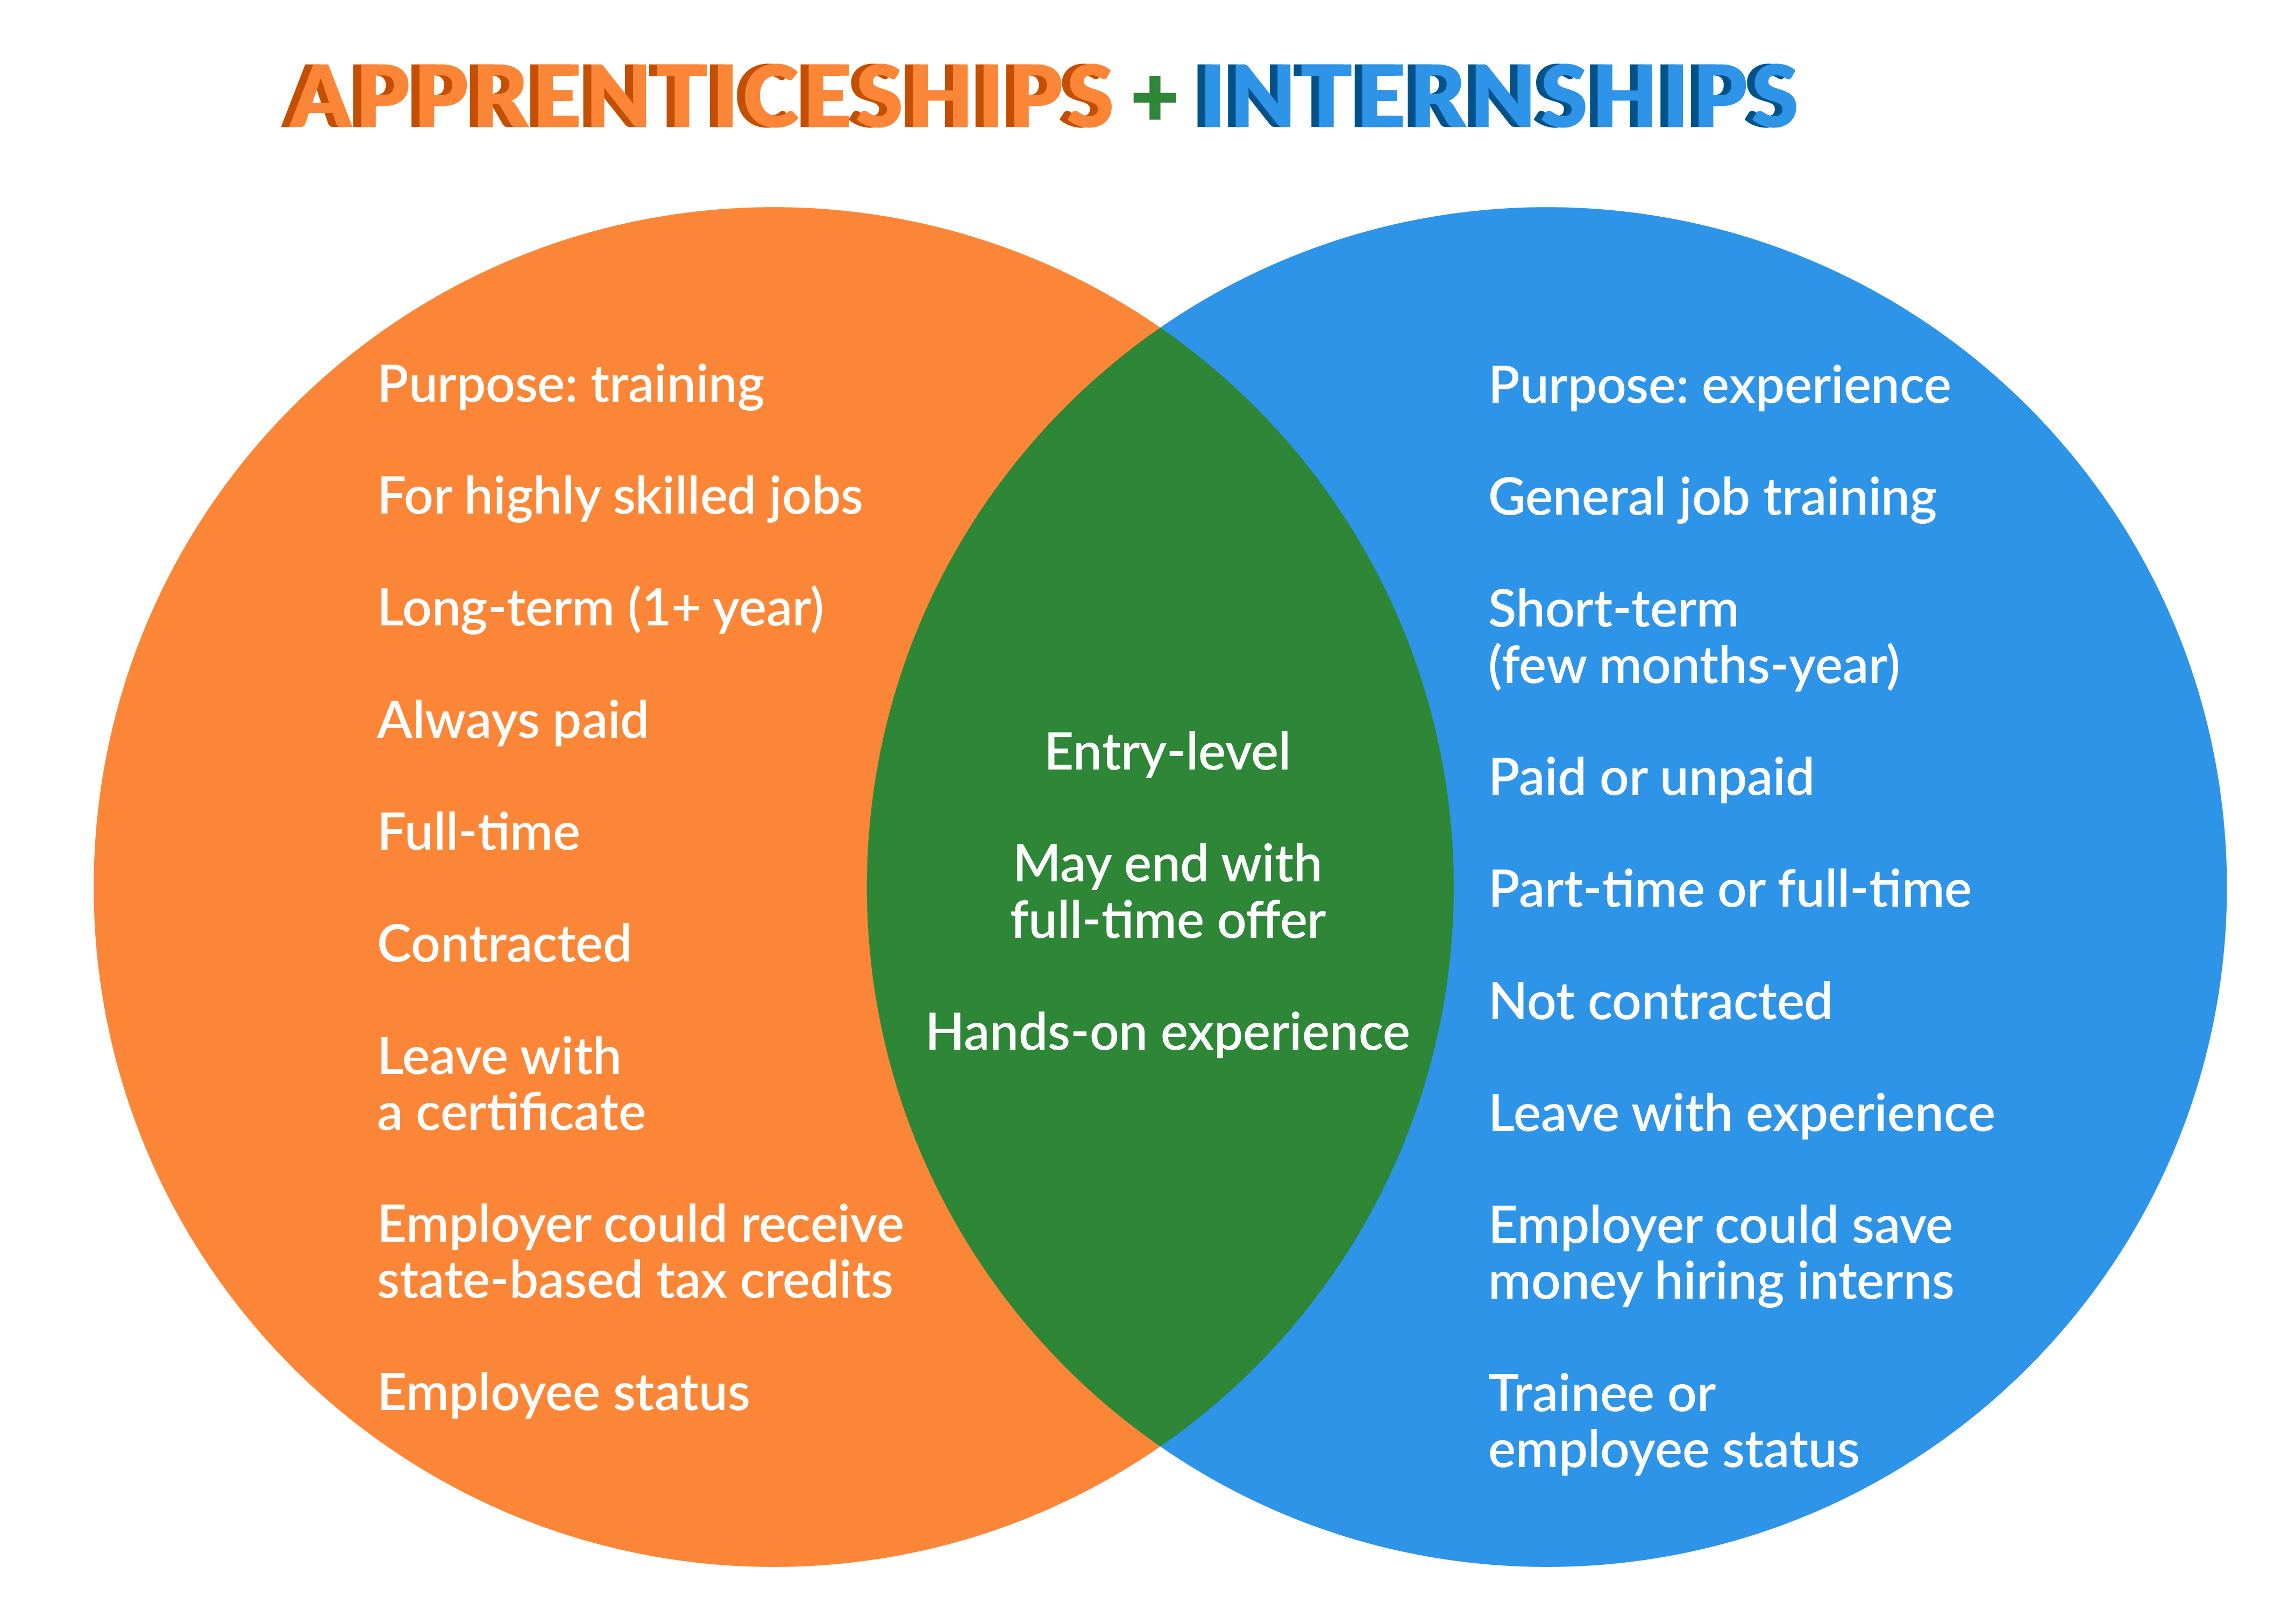 APPRENTICESHIPS + INTERNSHIPS
Purpose: training
For highly skilled jobs
Long-term (1+ year)
Always paid
Full-time
Contracted
Leave with
a certificate
Employer could receive
state-based tax credits
Employee status
Entry-level
May end with
full-time offer
Hands-on experience
Purpose: experience
General job training
Short-term
(few months-year)
Paid or unpaid
Part-time or full-time
Not contracted
Leave with experience
Employer could save
money hiring interns
Trainee or
employee status